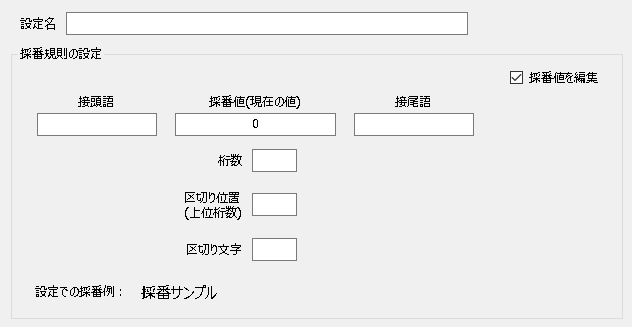 設定名
採番規則の設定
採番値を編集
接頭語
採番値(現在の値)
接尾語
0
桁数
区切り位置
(上位桁数)
区切り文字
設定での採番例： 採番サンプル